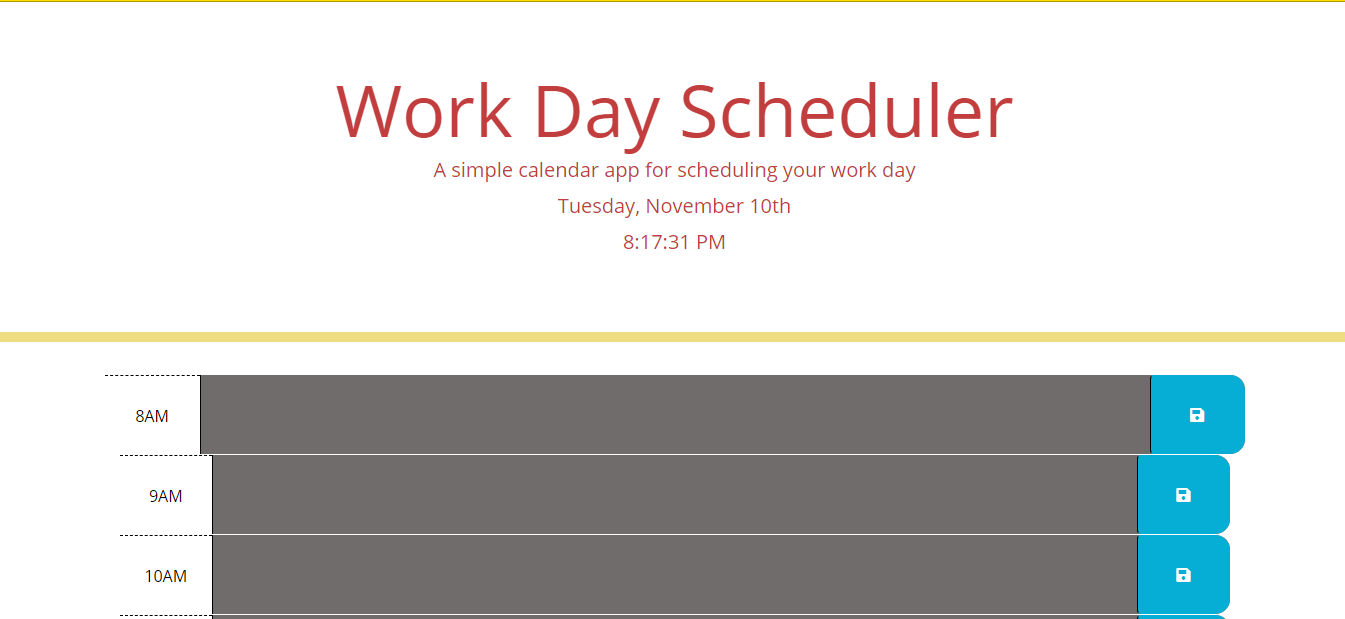 Work Day Scheduler
A simple calendar app for scheduling your work day
Tuesday, November 10th
8:17:31 PM
8AM
9AM
10AM